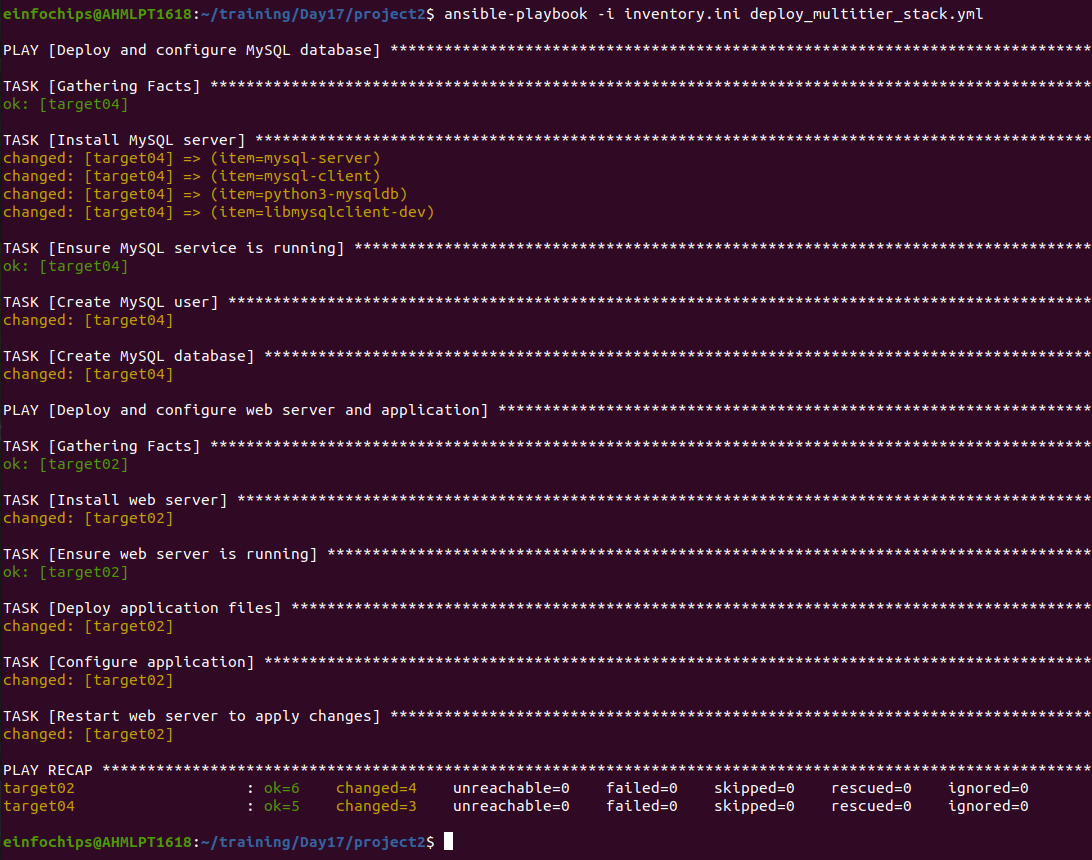 einfochips@AHMLPT1618:~/training/Day17/project2$ ansible-playbook -i inventory.ini deploy_multitier_stack.yml
PLAY [Deploy and configure MySQL database] ******************************************************************************
TASK [Gathering Facts] **************************************************************************************************
ok: [target04]
TASK [Install MySQL server] *********************************************************************************************
changed: [target04] => (item=mysql-server)
changed: [target04] => (item=mysql-client)
changed: [target04] => (item=python3-mysqldb)
changed: [target04] => (item=libmysqlclient-dev)
TASK [Ensure MySQL service is running] **********************************************************************************
ok: [target04]
TASK [Create MySQL user] ************************************************************************************************
changed: [target04]
TASK [Create MySQL database] ********************************************************************************************
changed: [target04]
PLAY [Deploy and configure web server and application] ******************************************************************
TASK [Gathering Facts] **************************************************************************************************
ok: [target02]
TASK [Install web server] ***********************************************************************************************
changed: [target02]
TASK [Ensure web server is running] *************************************************************************************
ok: [target02]
TASK [Deploy application files] *****************************************************************************************
changed: [target02]
TASK [Configure application] ********************************************************************************************
changed: [target02]
TASK [Restart web server to apply changes] ******************************************************************************
changed: [target02]
PLAY RECAP **************************************************************************************************************
target02                   : ok=6    changed=4    unreachable=0    failed=0    skipped=0    rescued=0    ignored=0
target04                   : ok=5    changed=3    unreachable=0    failed=0    skipped=0    rescued=0    ignored=0
einfochips@AHMLPT1618:~/training/Day17/project2$